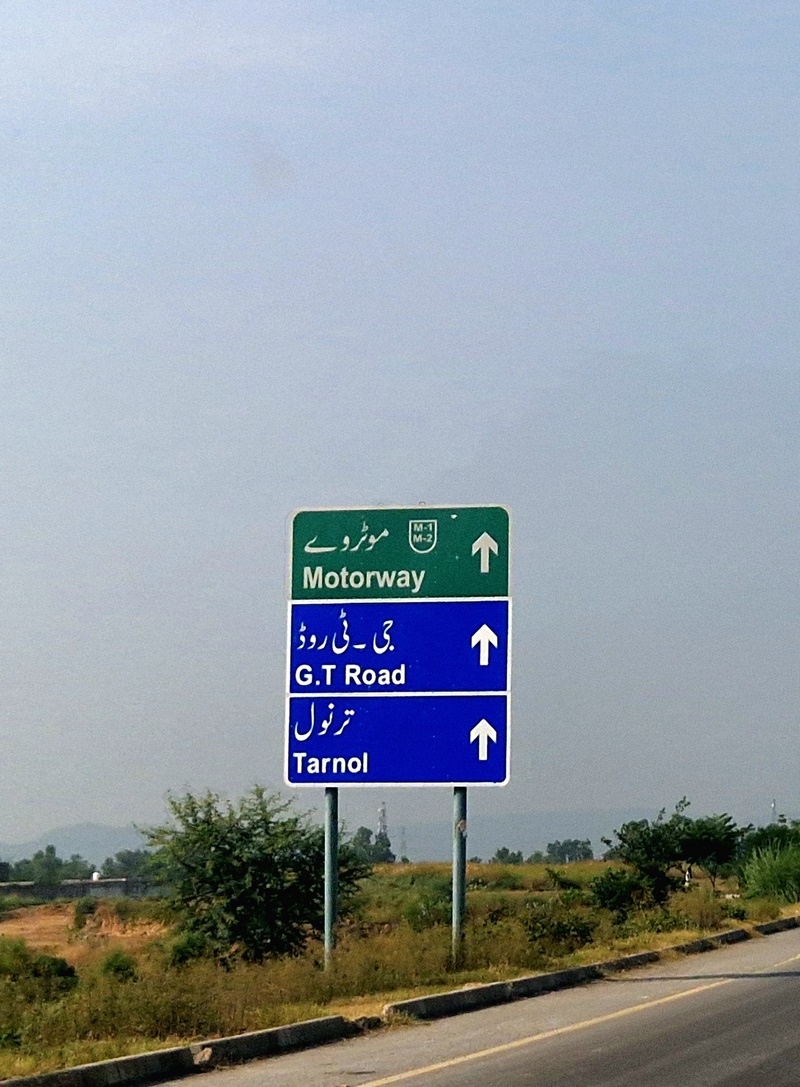 موٹروے
M-1
M-2
Motorway
جی ۔ ٹی روڈ
G.T Road
ترنول
Tarnol